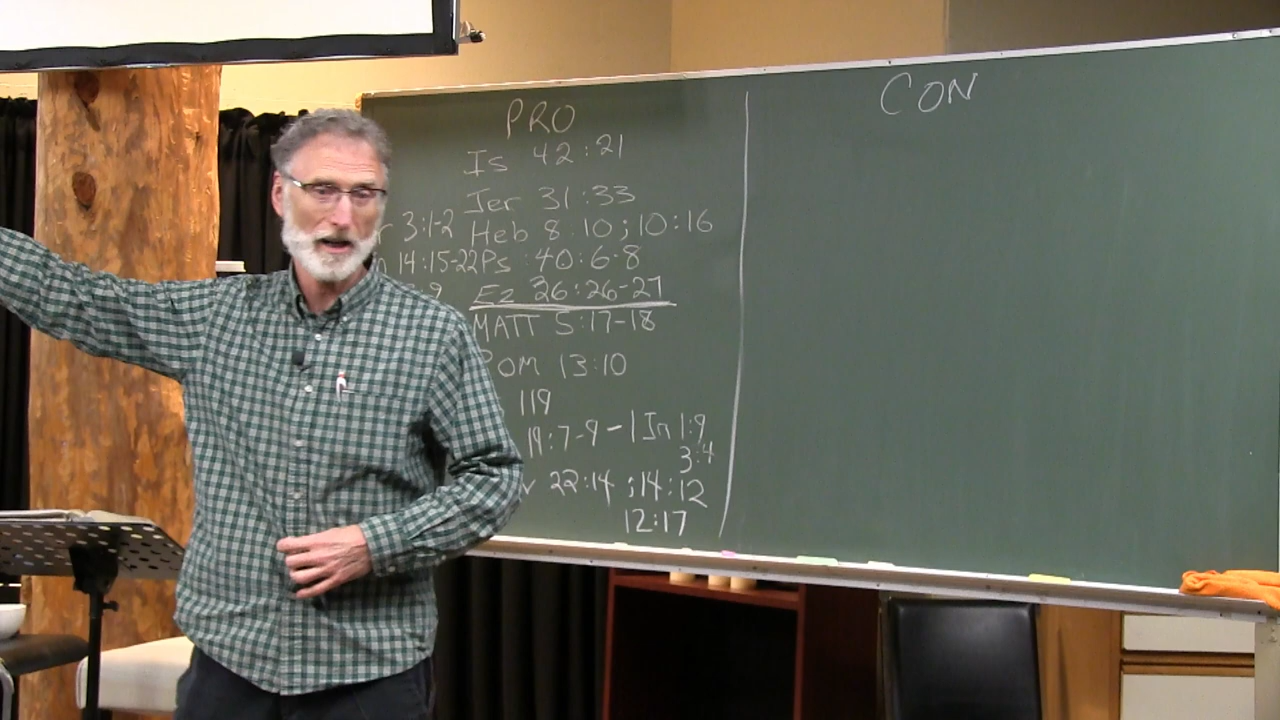 PRO
CON
Is 42:21
Jer 31:33
3:1-2 Heb 8:10;10:16
14:15-22 Ps 40:6-8
9 Ez 36:26-27
MATT 5:17-18
Rom 13:10
119
19:7-9 - 1 Jn 1:9
3:4
22:14 ;14:12
12:17